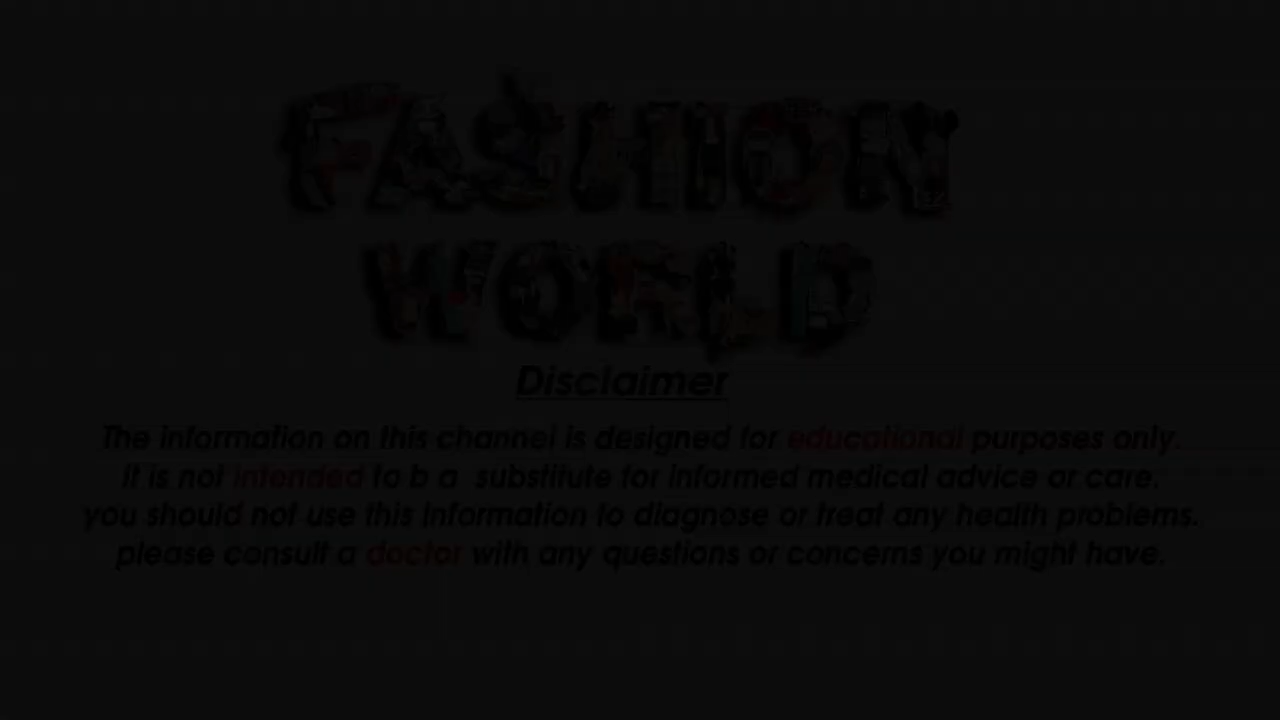 FASHION
WORLD
Disclaimer
The information on this channel is designed for educational purposes only.
It is not intended to b a substitute for informed medical advice or care.
you should not use this information to diagnose or treat any health problems.
please consult a doctor with any questions or concerns you might have.